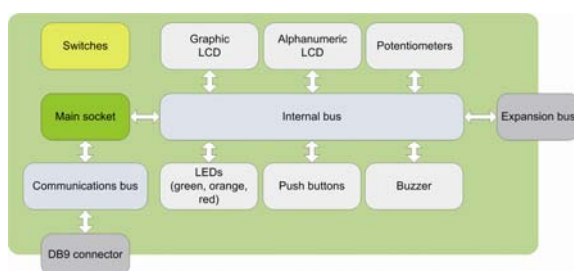 Switches
Graphic
LCD
Alphanumeric
LCD
Potentiometers
Main socket
Internal bus
Expansion bus
Communications bus
LEDs
(green, orange,
red)
Push buttons
Buzzer
DB9 connector